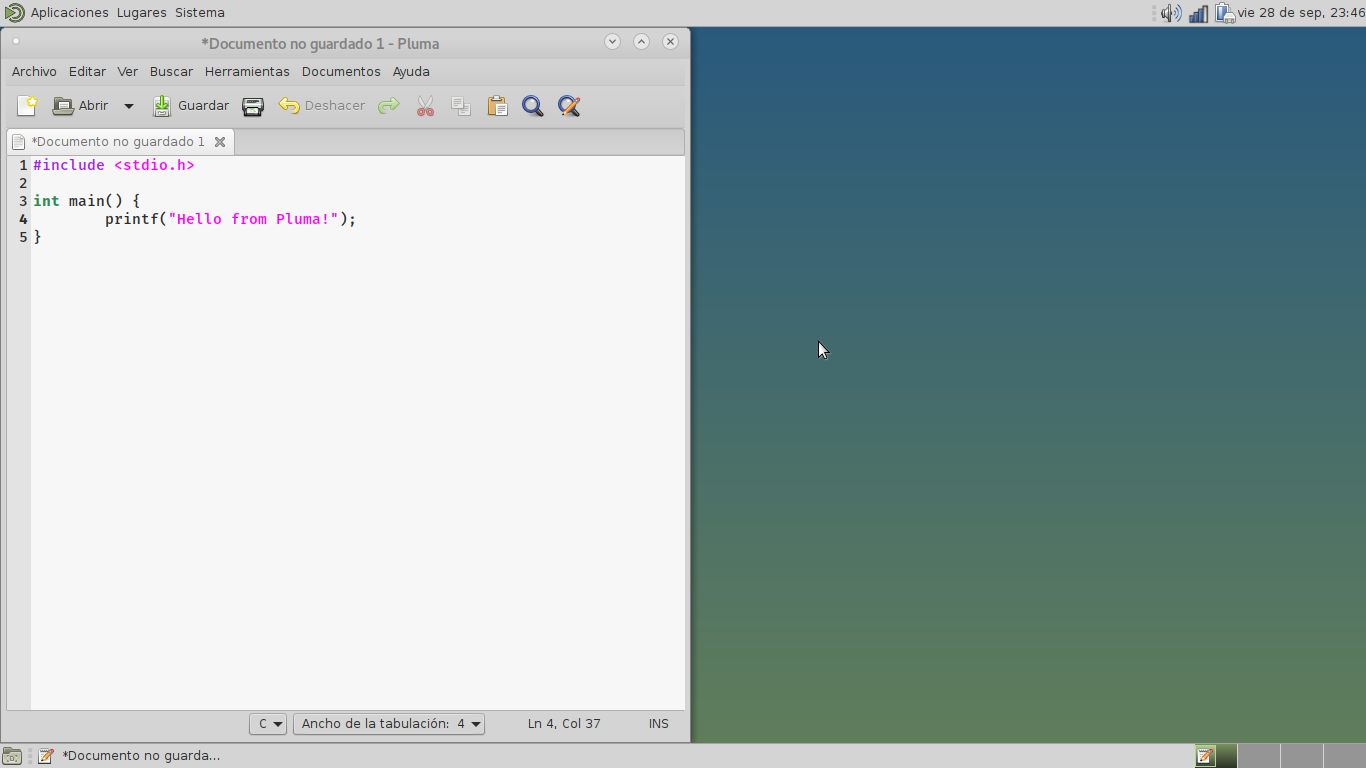 Aplicaciones Lugares Sistema vie 28 de sep, 23:46
*Documento no guardado 1 - Pluma
Archivo Editar Ver Buscar Herramientas Documentos Ayuda
Abrir Guardar Deshacer
*Documento no guardado 1
1 #include <stdio.h>
2
3 int main() {
4 printf("Hello from Pluma!");
5 }
C Ancho de la tabulación: 4 Ln 4, Col 37 INS
*Documento no guarda...